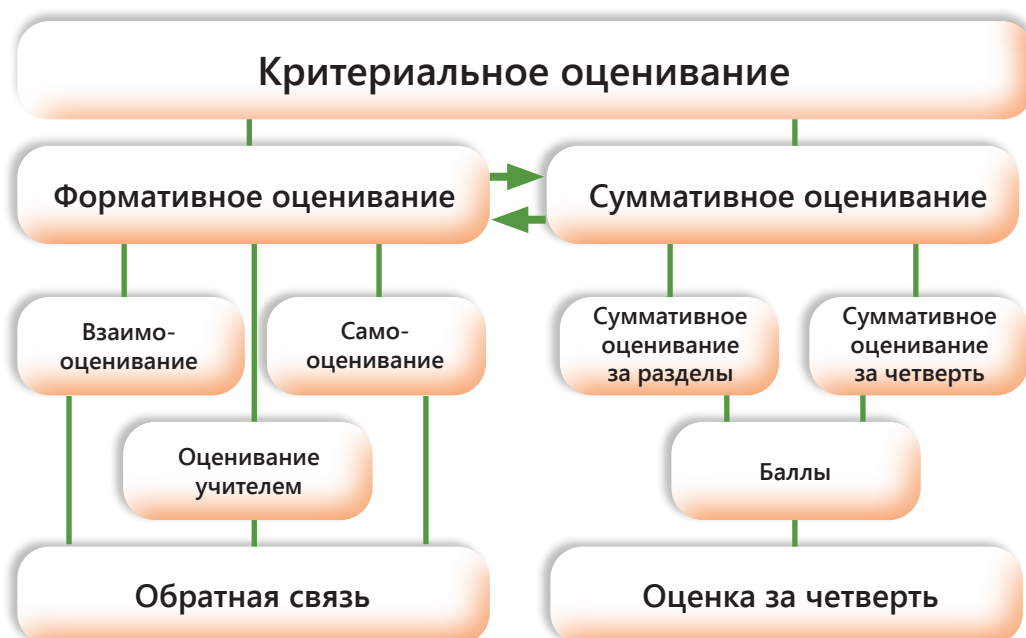 Критериальное оценивание
Формативное оценивание
Суммативное оценивание
Взаимо-
оценивание
Само-
оценивание
Суммативное
оценивание
за разделы
Суммативное
оценивание
за четверть
Оценивание
учителем
Баллы
Обратная связь
Оценка за четверть